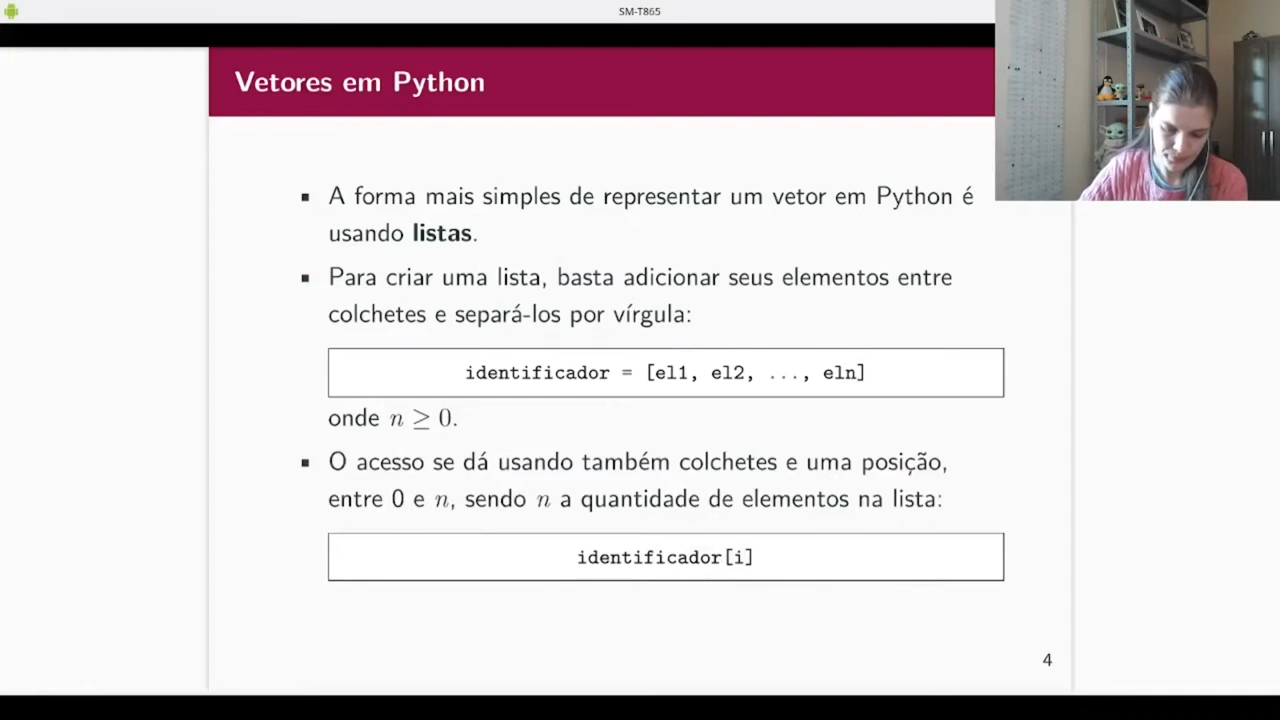 SM-T865
Vetores em Python
▪ A forma mais simples de representar um vetor em Python é
usando listas.
▪ Para criar uma lista, basta adicionar seus elementos entre
colchetes e separá-los por vírgula:
identificador = [el1, el2, ..., eln]
onde n ≥ 0.
▪ O acesso se dá usando também colchetes e uma posição,
entre 0 e n, sendo n a quantidade de elementos na lista:
identificador[i]
4